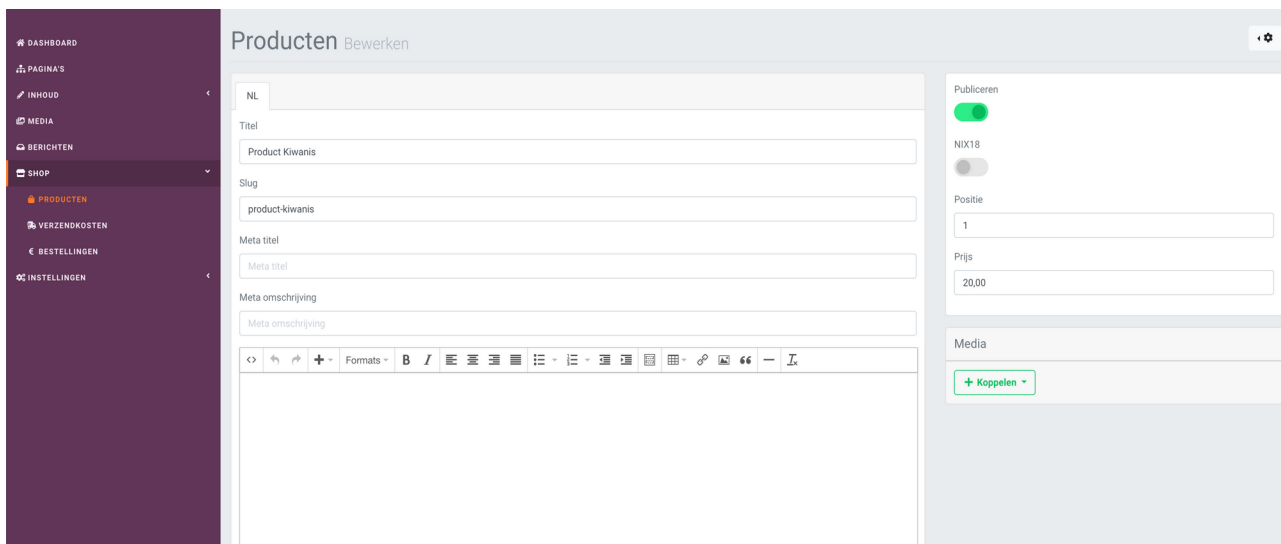 DASHBOARD
PAGINA'S
INHOUD
MEDIA
BERICHTEN
SHOP
PRODUCTEN
VERZENDKOSTEN
€ BESTELLINGEN
INSTELLINGEN
Producten Bewerken
NL
Titel
Product Kiwanis
Slug
product-kiwanis
Meta titel
Meta titel
Meta omschrijving
Meta omschrijving
Formats B I
Publiceren
NIX18
Positie
1
Prijs
20,00
Media
+ Koppelen